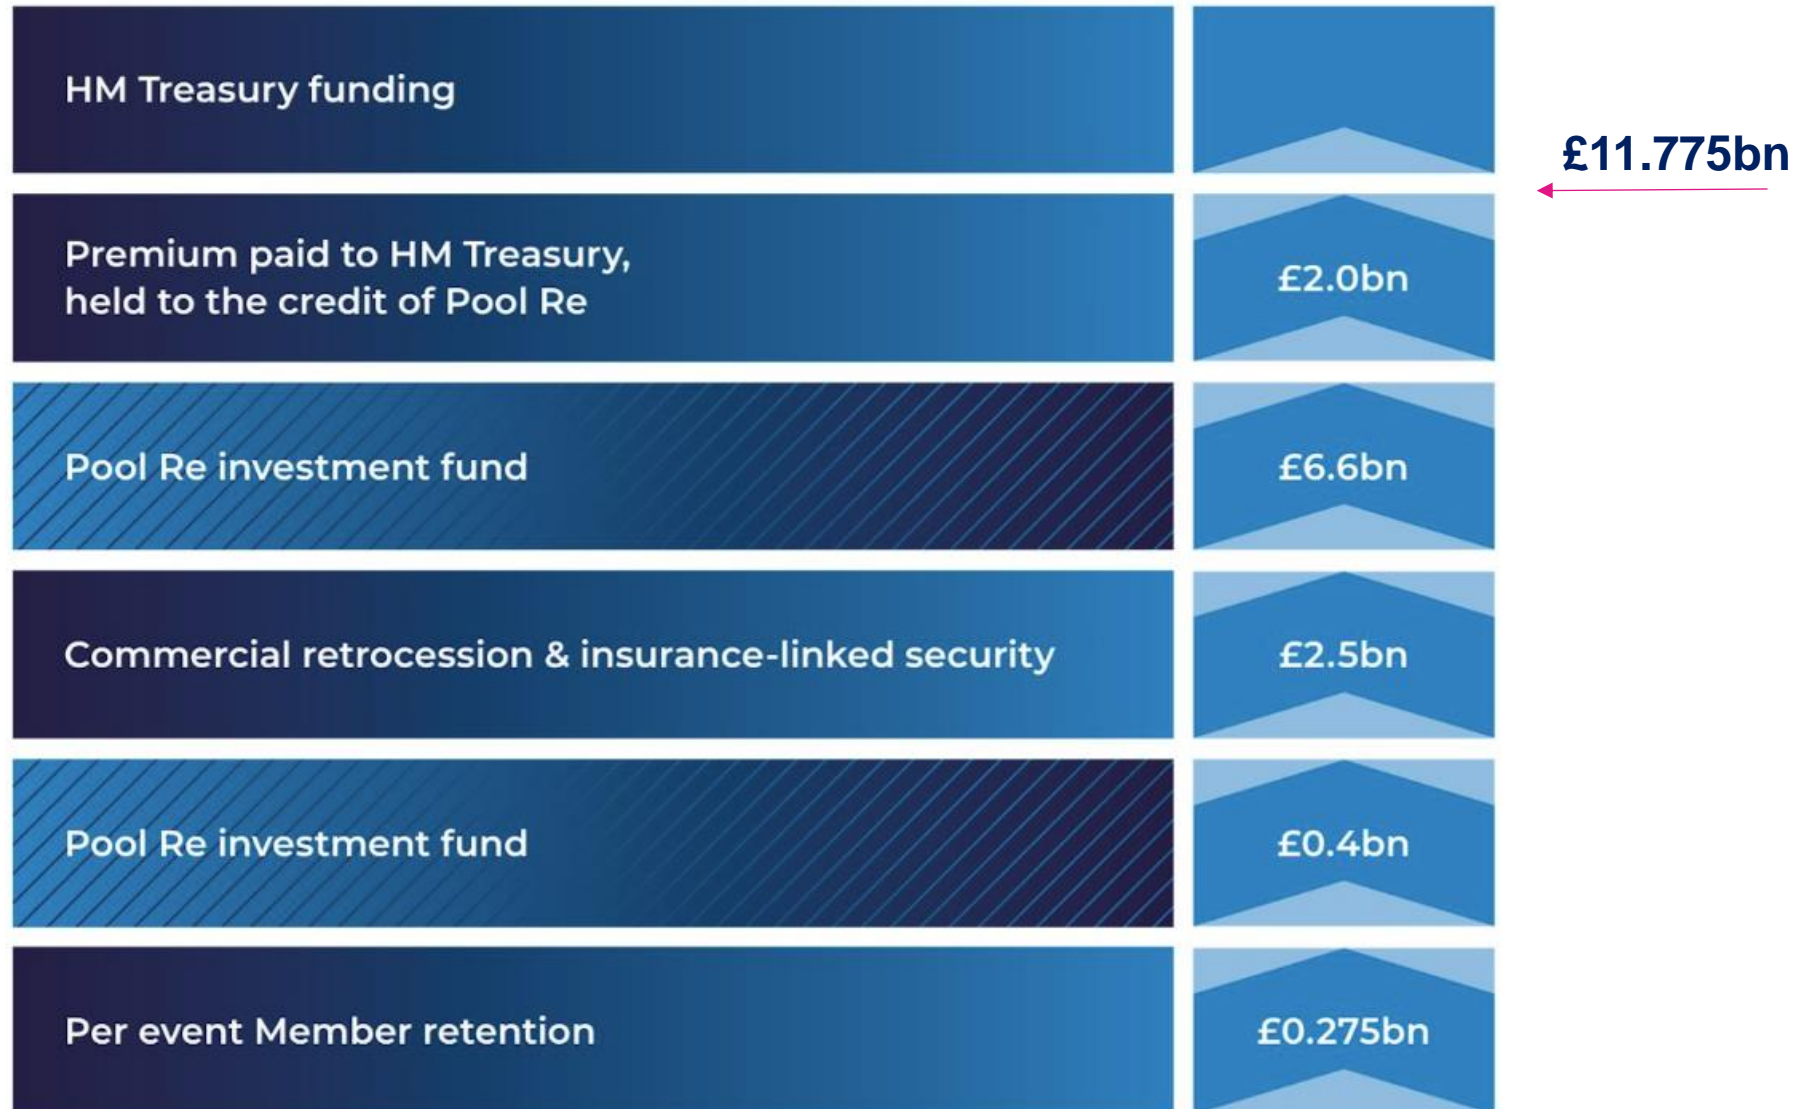 HM Treasury funding
£11.775bn
Premium paid to HM Treasury,
held to the credit of Pool Re
£2.0bn
Pool Re investment fund
£6.6bn
Commercial retrocession & insurance-linked security
£2.5bn
Pool Re investment fund
£0.4bn
Per event Member retention
£0.275bn